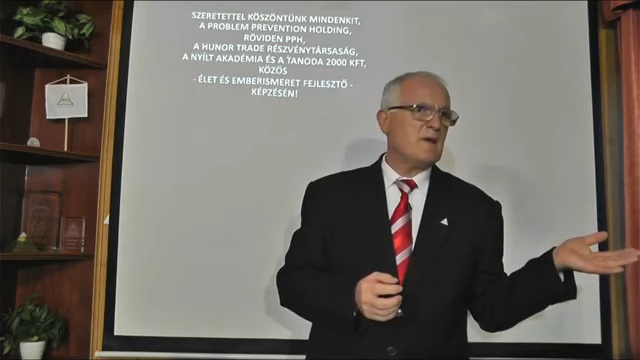 SZERETETTEL KÖSZÖNTÜNK MINDENKIT,
A PROBLEM PREVENTION HOLDING,
RÖVIDEN PPH,
A HUNOR TRADE RÉSZVÉNYTÁRSASÁG,
A NYÍLT AKADÉMIA ÉS A TANODA 2000 KFT,
KÖZÖS
- ÉLET ÉS EMBERISMERET FEJLESZTŐ -
KÉPZÉSÉN!